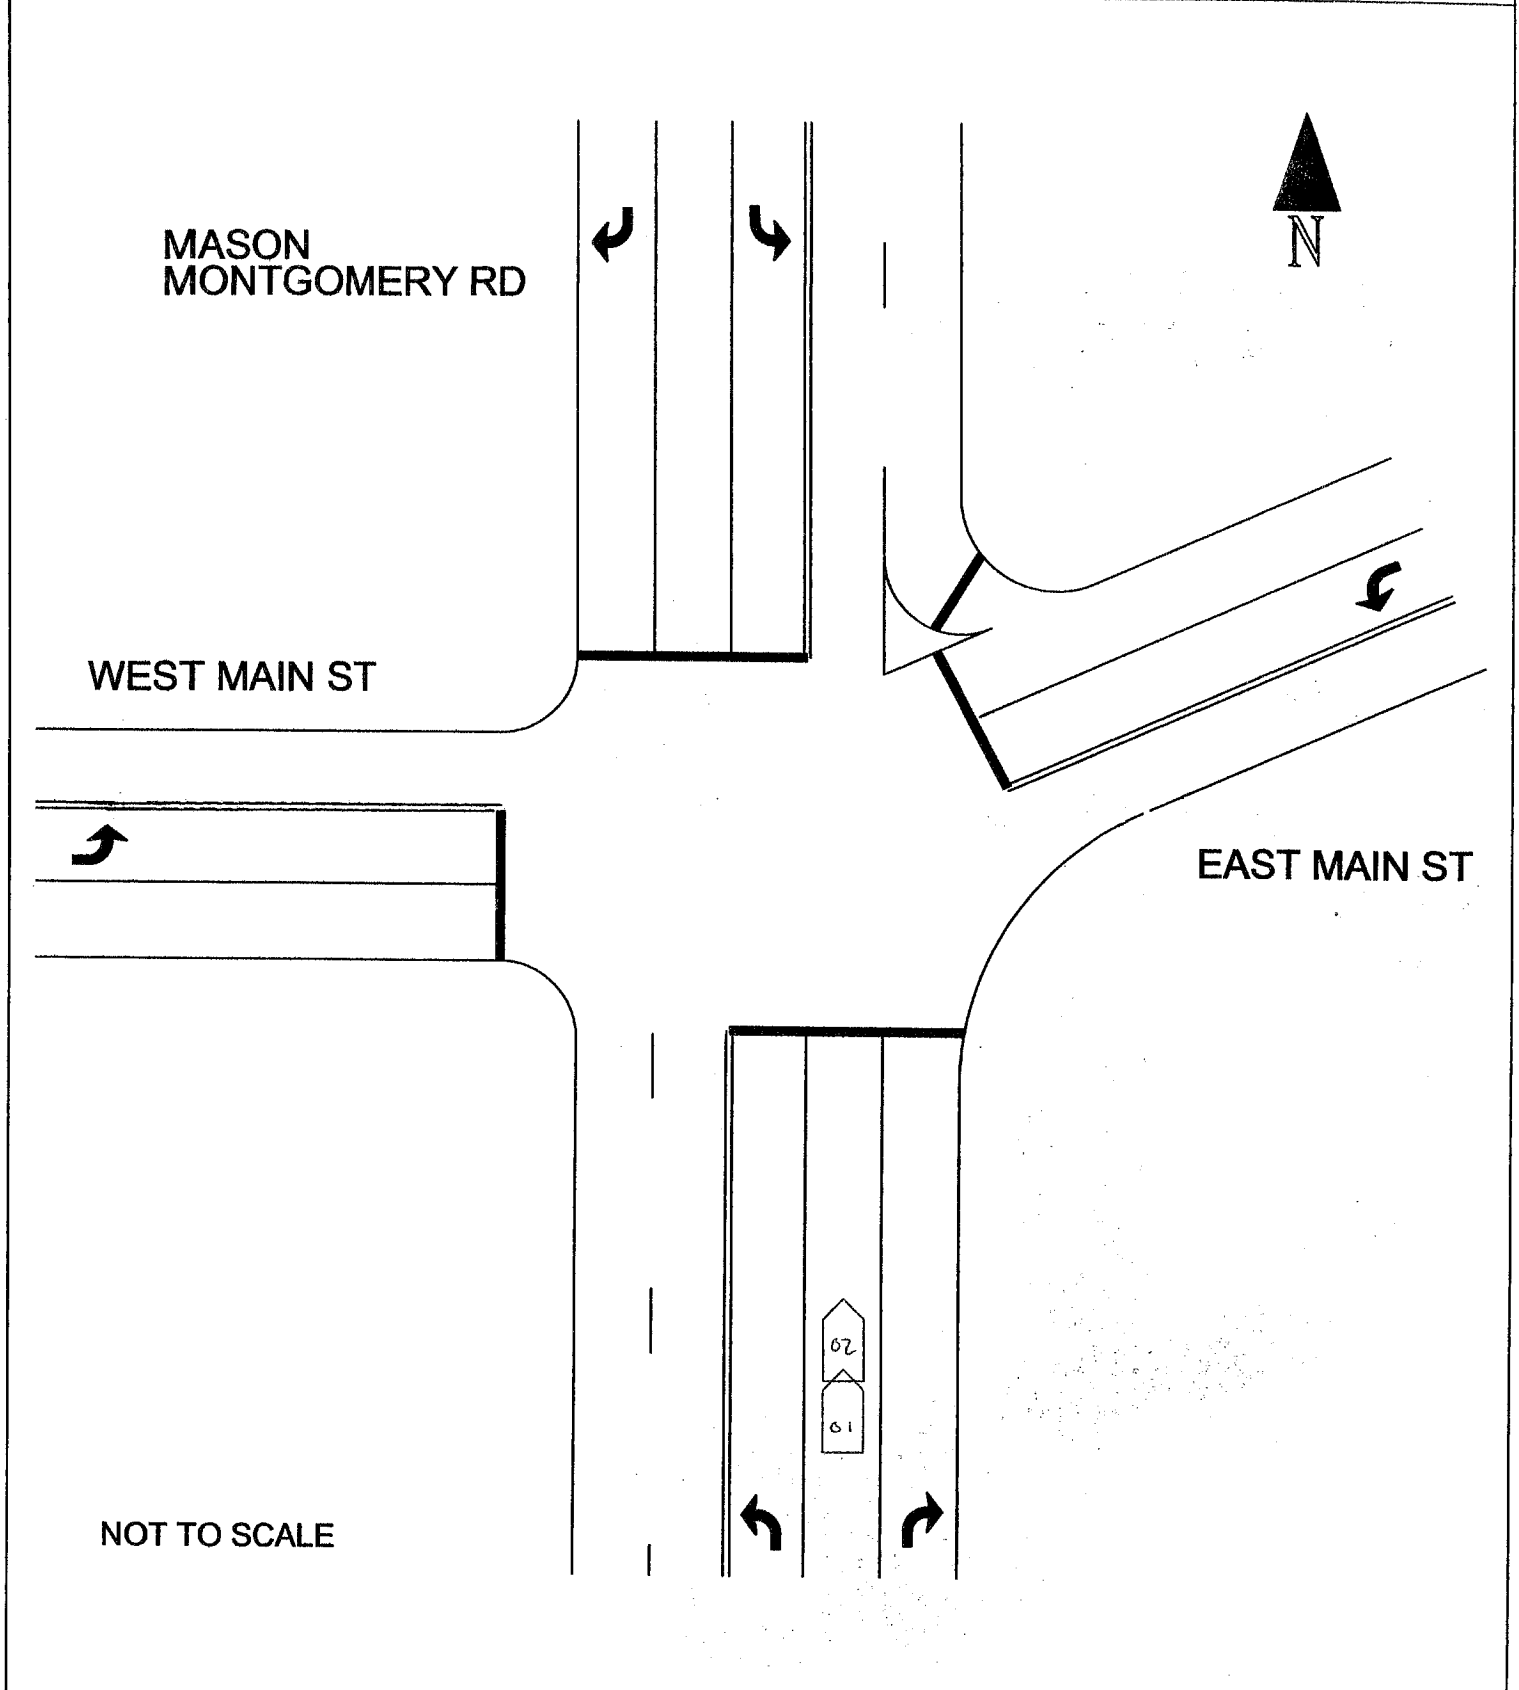 MASON
MONTGOMERY RD
N
WEST MAIN ST
EAST MAIN ST
02
01
NOT TO SCALE